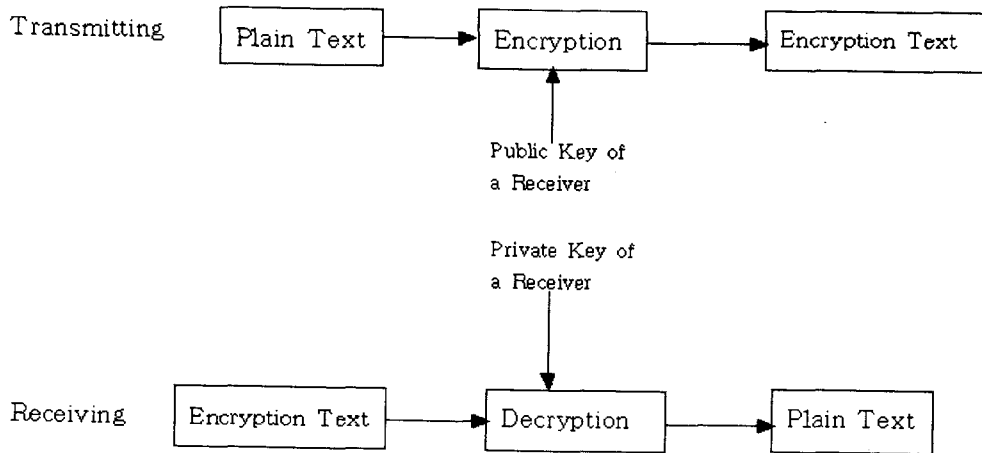 Transmitting
Plain Text
Encryption
Encryption Text
Public Key of
a Receiver
Private Key of
a Receiver
Receiving
Encryption Text
Decryption
Plain Text